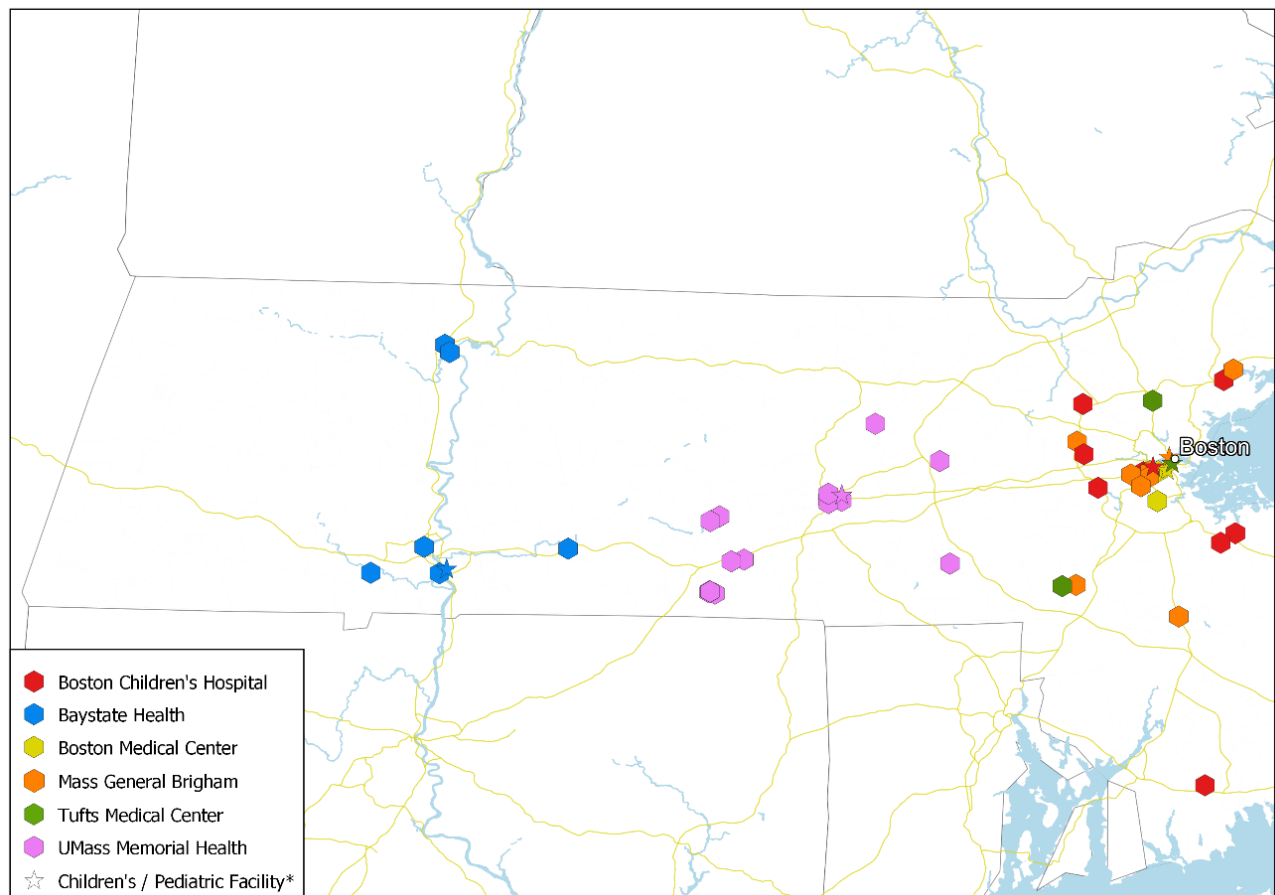 Boston
Boston Children's Hospital
Baystate Health
Boston Medical Center
Mass General Brigham
Tufts Medical Center
UMass Memorial Health
Children's / Pediatric Facility*